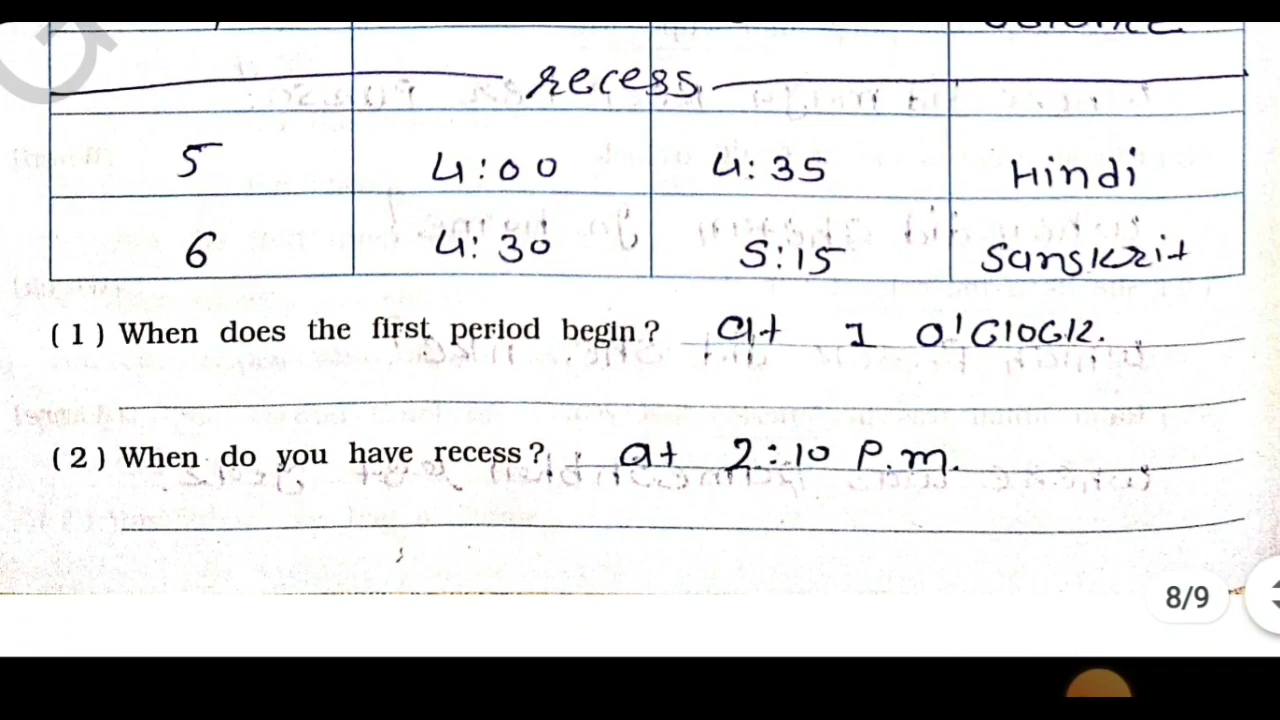 science
recess
5 4:00 4:35 Hindi
6 4:30 5:15 Sanskrit
(1) When does the first period begin? at 1 O'Clock.
(2) When do you have recess? at 2:10 P.m.
8/9